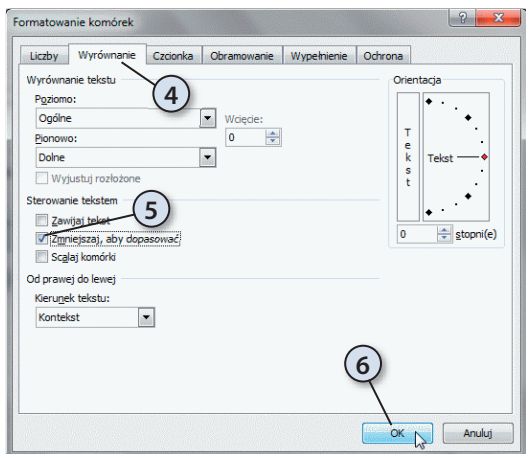 Formatowanie komórek
Liczby Wyrównanie Czcionka Obramowanie Wypełnienie Ochrona
Wyrównanie tekstu
Poziomo:
Ogólne
Wcięcie:
Pionowo:
0
Dolne
Wyjustuj rozłożone
Sterowanie tekstem
Zawijaj tekst
Zmniejszaj, aby dopasować
Scalaj komórki
Od prawej do lewej
Kierunek tekstu:
Kontekst
Orientacja
Tekst
Tekst
0 stopni(e)
4
5
6
OK Anuluj